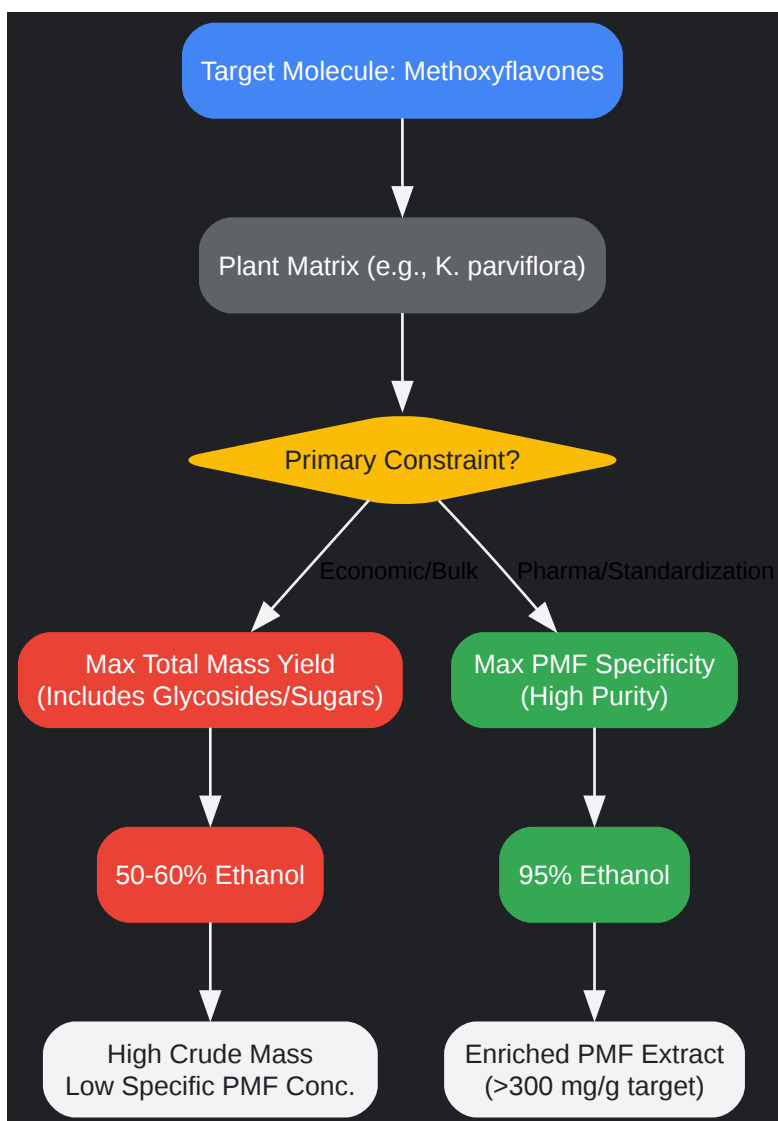 Target Molecule: Methoxyflavones
Plant Matrix (e.g., K. parviflora)
Primary Constraint?
Economic/Bulk
Pharma/Standardization
Max Total Mass Yield
(Includes Glycosides/Sugars)
Max PMF Specificity
(High Purity)
50-60% Ethanol
95% Ethanol
High Crude Mass
Low Specific PMF Conc.
Enriched PMF Extract
(>300 mg/g target)